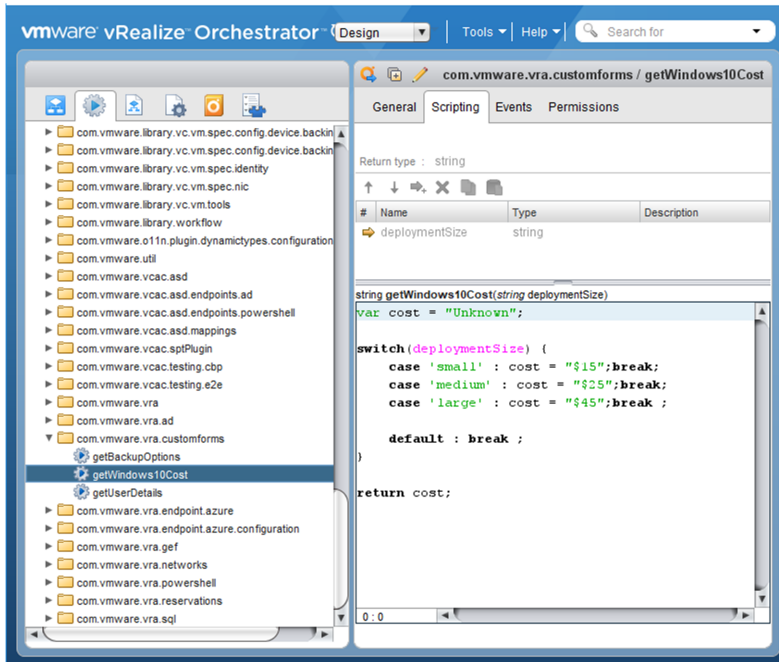 vmware vRealize Orchestrator Design Tools Help Search for
com.vmware.vra.customforms / getWindows10Cost
General Scripting Events Permissions
Return type : string
# Name Type Description
deploymentSize string
string getWindows10Cost(string deploymentSize)
var cost = "Unknown";
switch(deploymentSize) {
case 'small' : cost = "$15";break;
case 'medium' : cost = "$25";break;
case 'large' : cost = "$45";break ;
default : break ;
}
return cost;
0 : 0
com.vmware.library.vc.vm.spec.config.device.backin
com.vmware.library.vc.vm.spec.config.device.backin
com.vmware.library.vc.vm.spec.identity
com.vmware.library.vc.vm.spec.nic
com.vmware.library.vc.vm.tools
com.vmware.library.workflow
com.vmware.o11n.plugin.dynamictypes.configuration
com.vmware.util
com.vmware.vcac.asd
com.vmware.vcac.asd.endpoints.ad
com.vmware.vcac.asd.endpoints.powershell
com.vmware.vcac.asd.mappings
com.vmware.vcac.sptPlugin
com.vmware.vcac.testing.cbp
com.vmware.vcac.testing.e2e
com.vmware.vra
com.vmware.vra.ad
com.vmware.vra.customforms
getBackupOptions
getWindows10Cost
getUserDetails
com.vmware.vra.endpoint.azure
com.vmware.vra.endpoint.azure.configuration
com.vmware.vra.gef
com.vmware.vra.networks
com.vmware.vra.powershell
com.vmware.vra.reservations
com.vmware.vra.sql